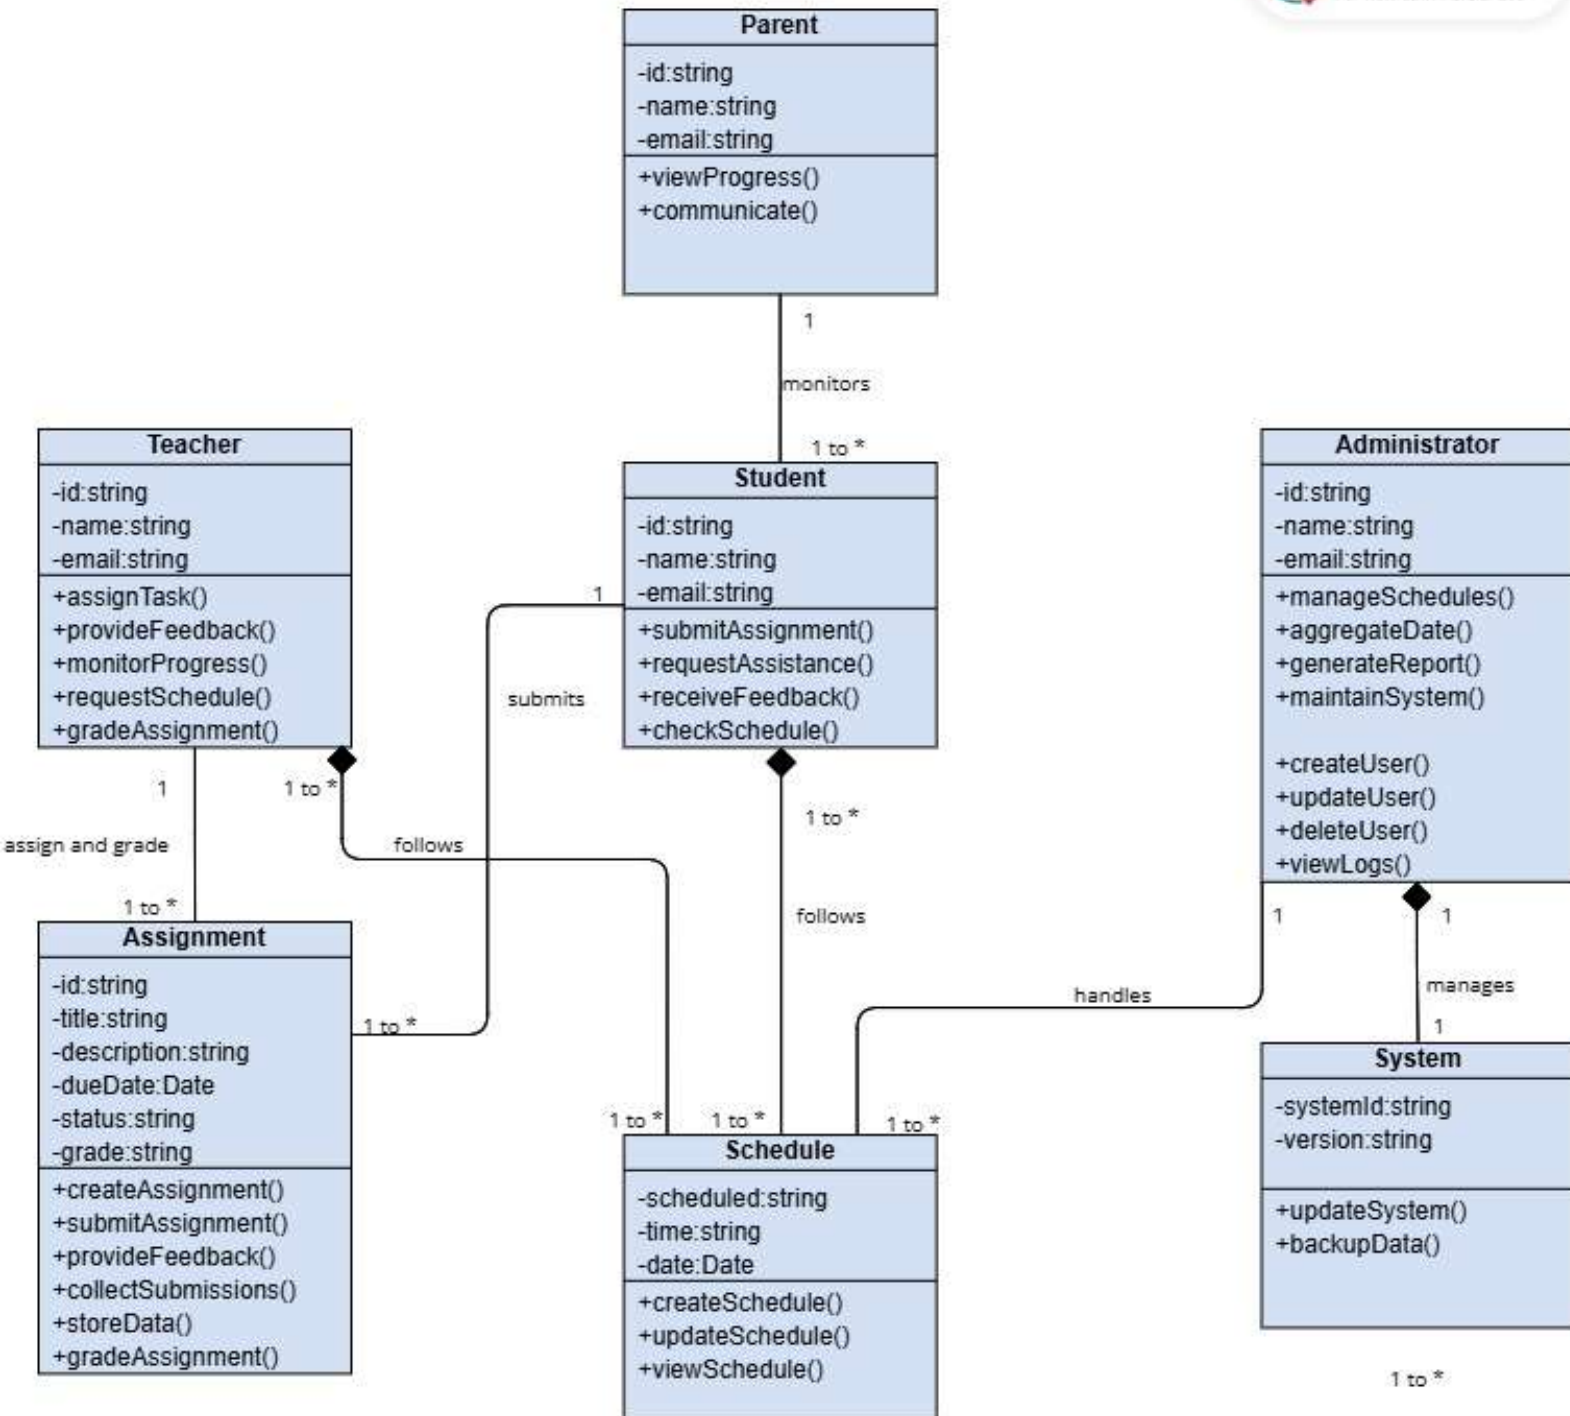 Parent
-id:string
-name:string
-email:string
+viewProgress()
+communicate()
1
monitors
1 to *
Teacher
-id:string
-name:string
-email:string
+assignTask()
+provideFeedback()
+monitorProgress()
+requestSchedule()
+gradeAssignment()
Student
-id:string
-name:string
-email:string
+submitAssignment()
+requestAssistance()
+receiveFeedback()
+checkSchedule()
Administrator
-id:string
-name:string
-email:string
+manageSchedules()
+aggregateDate()
+generateReport()
+maintainSystem()
+createUser()
+updateUser()
+deleteUser()
+viewLogs()
1
submits
1 to *
1
assign and grade
1 to *
1 to *
follows
1 to *
1 to *
follows
1 to *
1
handles
1 to *
1
manages
1
Assignment
-id:string
-title:string
-description:string
-dueDate:Date
-status:string
-grade:string
+createAssignment()
+submitAssignment()
+provideFeedback()
+collectSubmissions()
+storeData()
+gradeAssignment()
Schedule
-scheduled:string
-time:string
-date:Date
+createSchedule()
+updateSchedule()
+viewSchedule()
System
-systemId:string
-version:string
+updateSystem()
+backupData()
1 to *